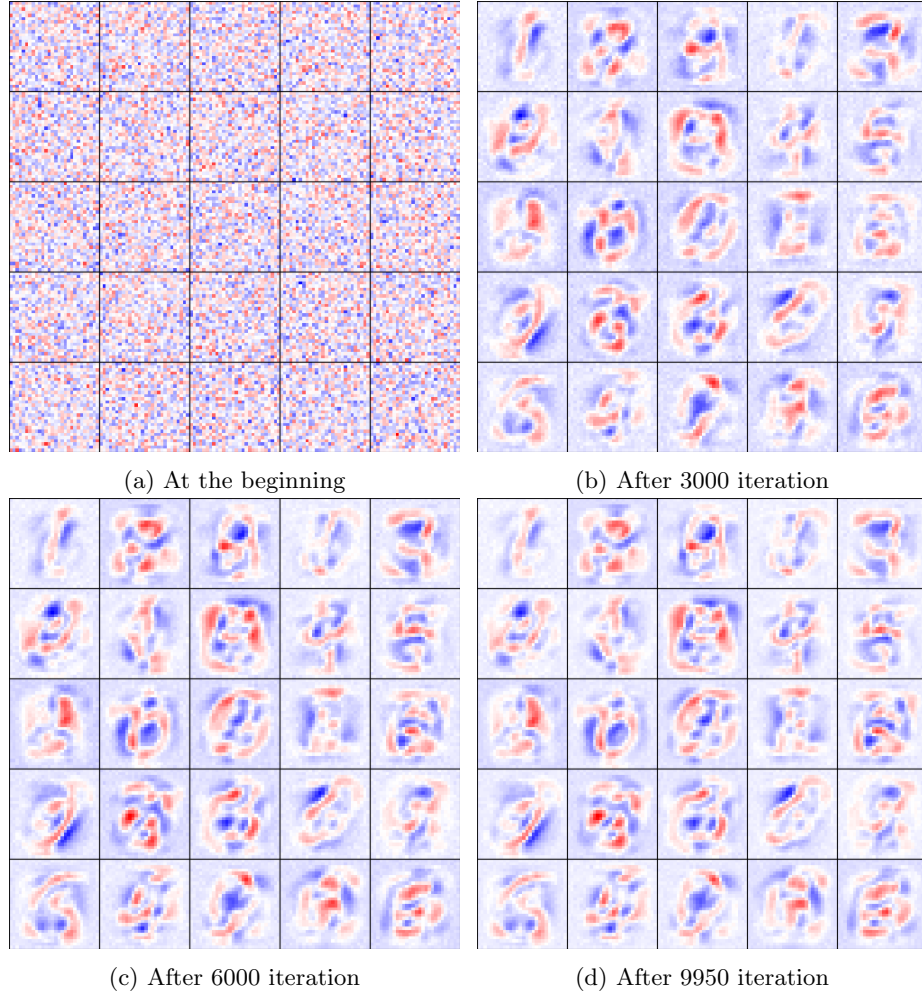 (a) At the beginning
(b) After 3000 iteration
(c) After 6000 iteration
(d) After 9950 iteration